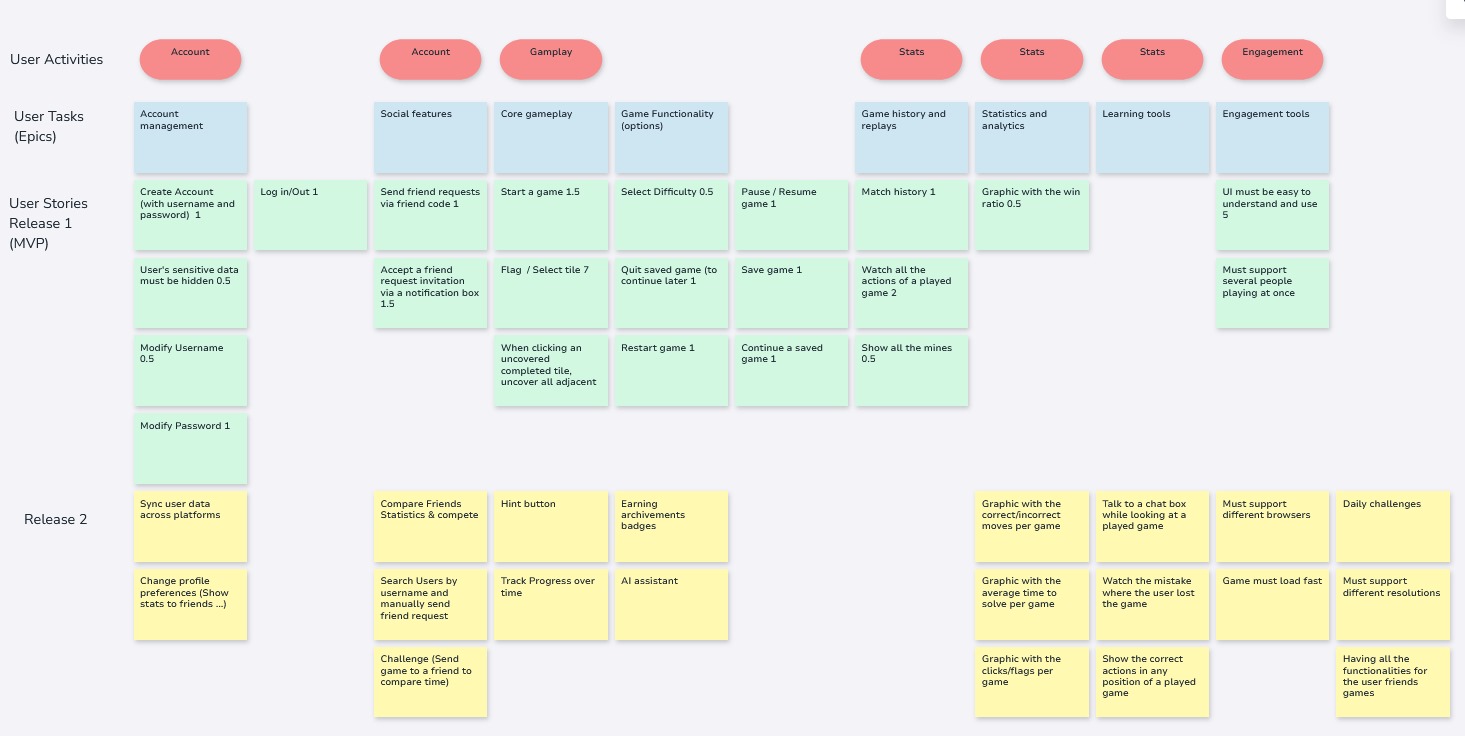 User Activities
Account
Account
Gamplay
Stats
Stats
Stats
Engagement
User Tasks
(Epics)
Account
management
Social features
Core gameplay
Game Functionality
(options)
Game history and
replays
Statistics and
analytics
Learning tools
Engagement tools
User Stories
Release 1
(MVP)
Create Account
(with username and
password)  1
Log in/Out 1
Send friend requests
via friend code 1
Start a game 1.5
Select Difficulty 0.5
Pause / Resume
game 1
Match history 1
Graphic with the win
ratio 0.5
UI must be easy to
understand and use
5
User's sensitive data
must be hidden 0.5
Accept a friend
request invitation
via a notification box
1.5
Flag  / Select tile 7
Quit saved game (to
continue later 1
Save game 1
Watch all the
actions of a played
game 2
Must support
several people
playing at once
Modify Username
0.5
When clicking an
uncovered
completed tile,
uncover all adjacent
Restart game 1
Continue a saved
game 1
Show all the mines
0.5
Modify Password 1
Release 2
Sync user data
across platforms
Compare Friends
Statistics & compete
Hint button
Earning
archivements
badges
Graphic with the
correct/incorrect
moves per game
Talk to a chat box
while looking at a
played game
Must support
different browsers
Daily challenges
Change profile
preferences (Show
stats to friends ...)
Search Users by
username and
manually send
friend request
Track Progress over
time
AI assistant
Graphic with the
average time to
solve per game
Watch the mistake
where the user lost
the game
Game must load fast
Must support
different resolutions
Challenge (Send
game to a friend to
compare time)
Graphic with the
clicks/flags per
game
Show the correct
actions in any
position of a played
game
Having all the
functionalities for
the user friends
games